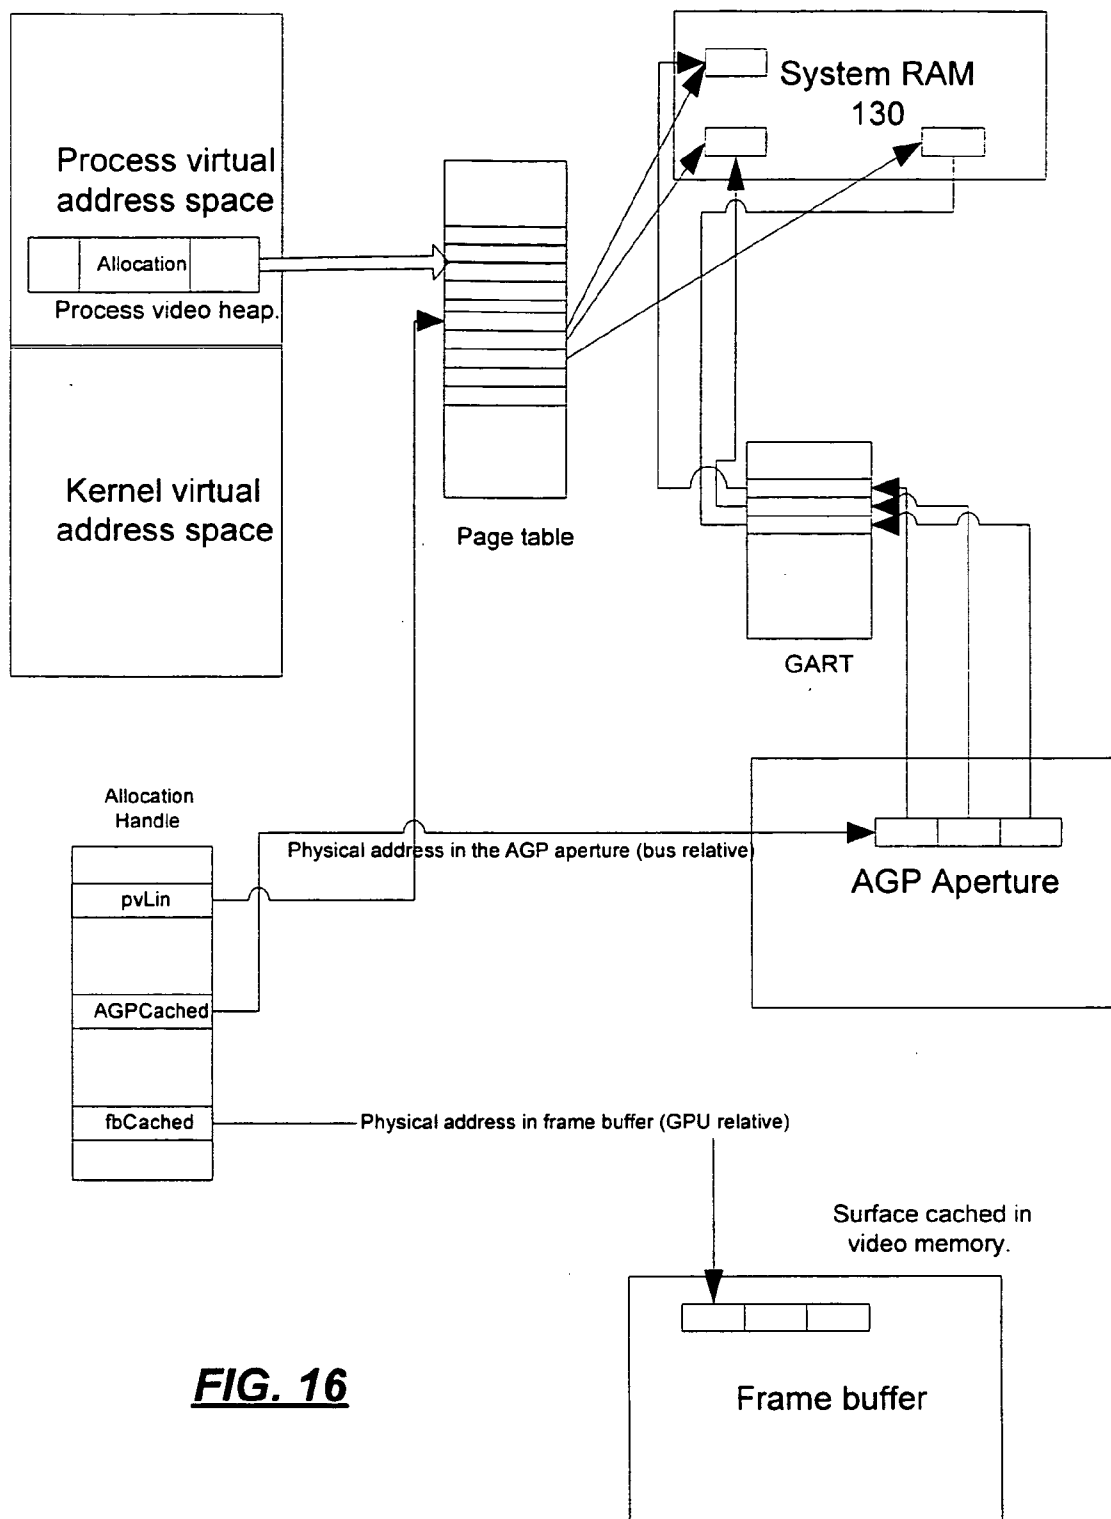 System RAM
130
Process virtual
address space
Allocation
Process video heap.
Kernel virtual
address space
Page table
GART
Allocation
Handle
Physical address in the AGP aperture (bus relative)
pvLin
AGP Aperture
AGPCached
fbCached
Physical address in frame buffer (GPU relative)
Surface cached in
video memory.
FIG. 16
Frame buffer